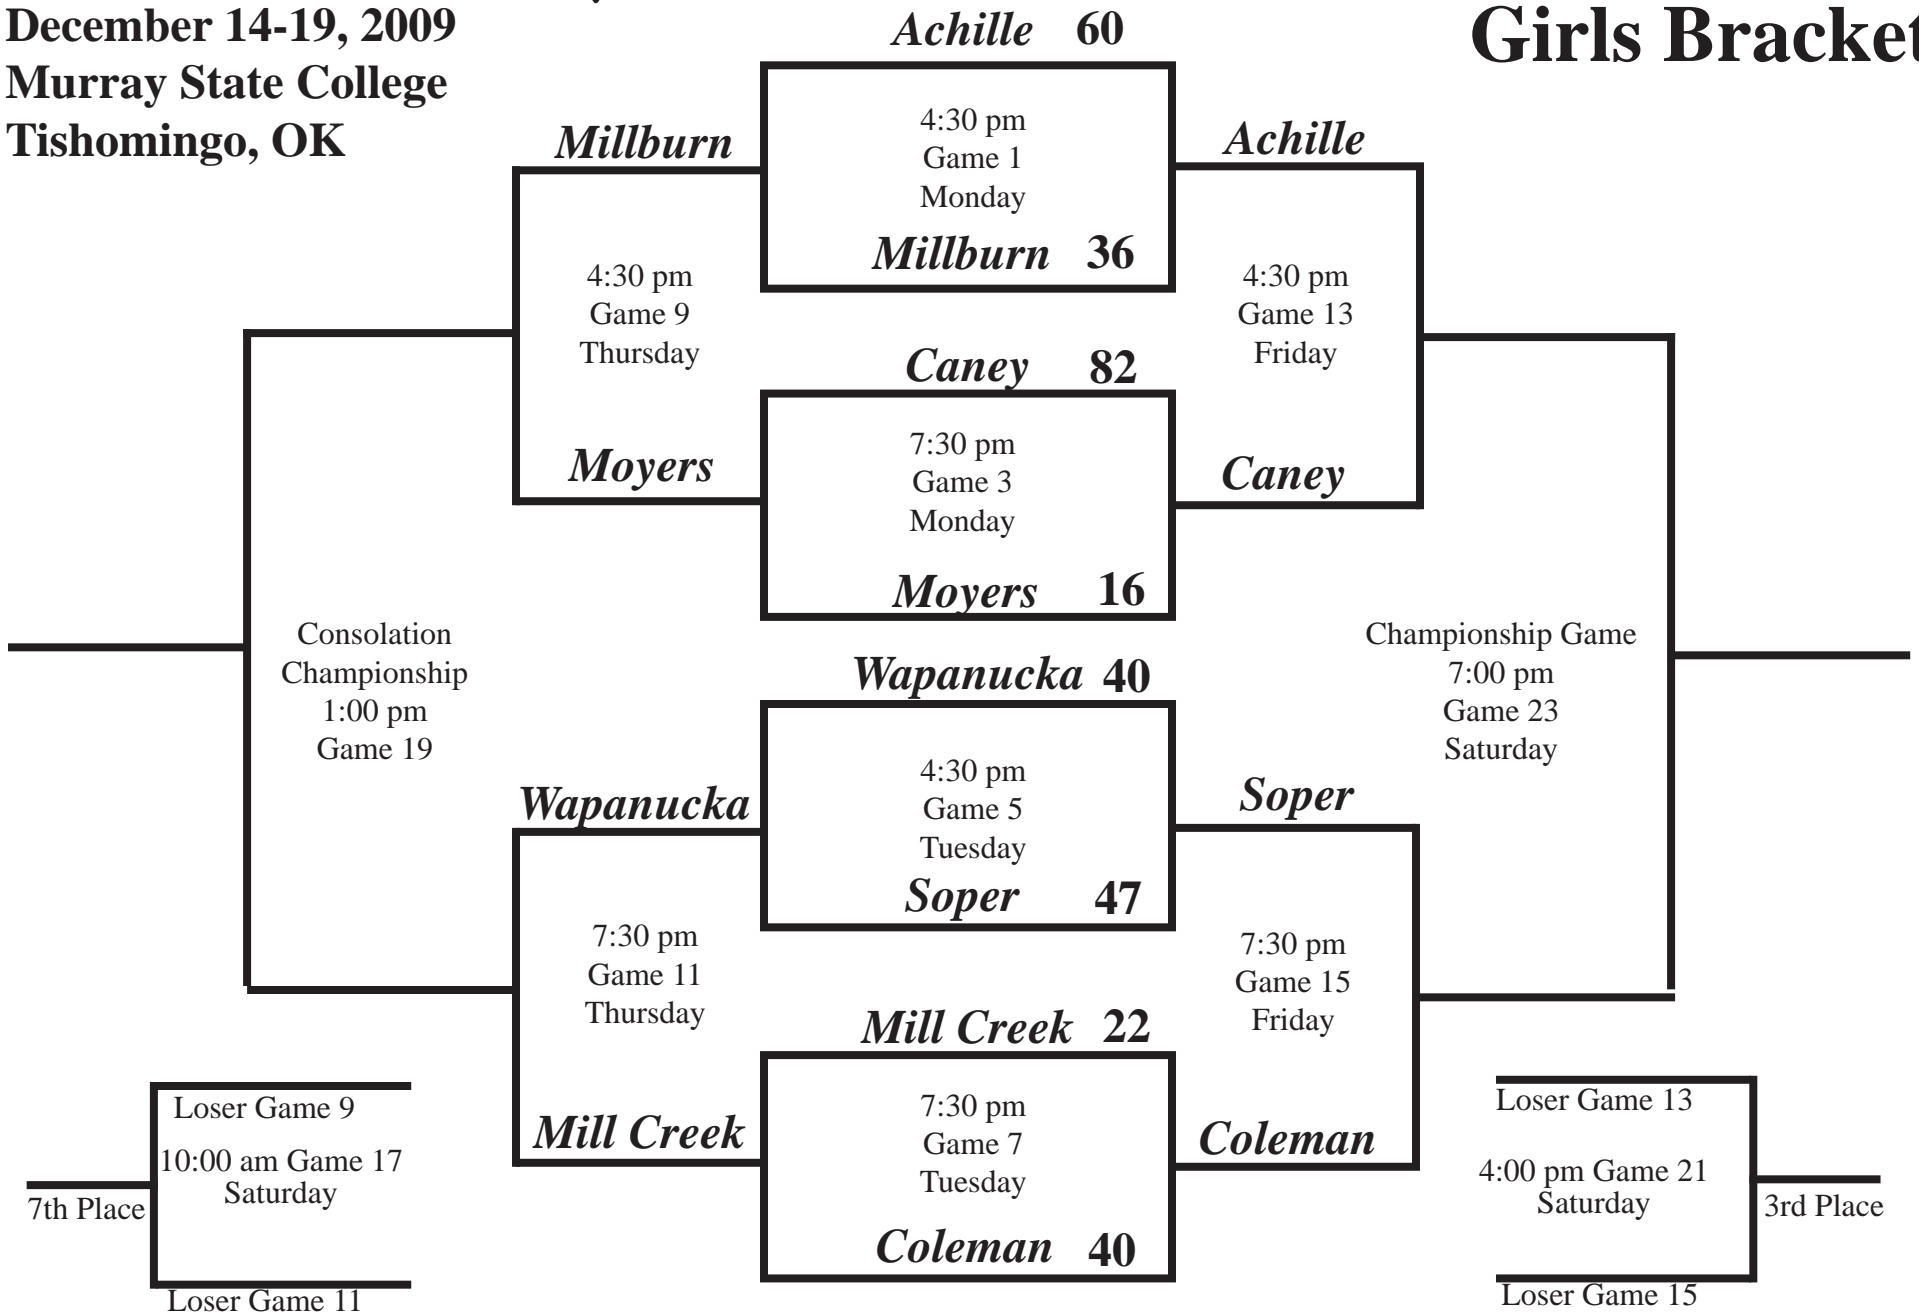 December 14-19, 2009
Murray State College
Tishomingo, OK
Girls Bracket
Achille 60
4:30 pm
Game 1
Monday
Millburn 36
Caney 82
7:30 pm
Game 3
Monday
Moyers 16
Wapanucka 40
4:30 pm
Game 5
Tuesday
Soper 47
Mill Creek 22
7:30 pm
Game 7
Tuesday
Coleman 40
Millburn
4:30 pm
Game 9
Thursday
Moyers
Wapanucka
7:30 pm
Game 11
Thursday
Mill Creek
Consolation
Championship
1:00 pm
Game 19
Achille
4:30 pm
Game 13
Friday
Caney
Soper
7:30 pm
Game 15
Friday
Coleman
Championship Game
7:00 pm
Game 23
Saturday
Loser Game 9
10:00 am Game 17
Saturday
7th Place
Loser Game 11
Loser Game 13
4:00 pm Game 21
Saturday
3rd Place
Loser Game 15